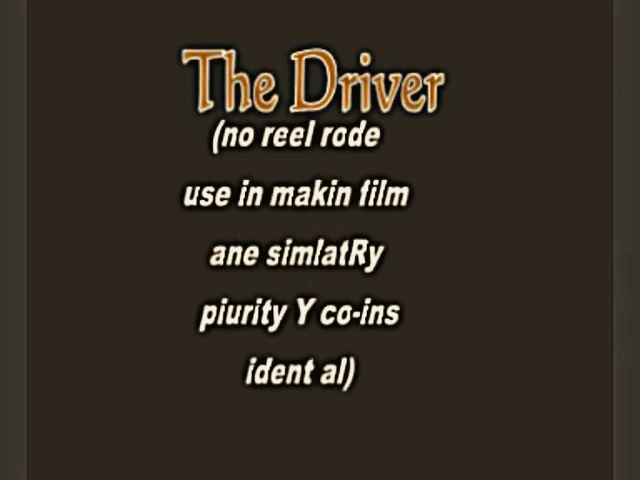 The Driver
(no reel rode
use in makin film
ane simlatRy
piurity Y co-ins
ident al)